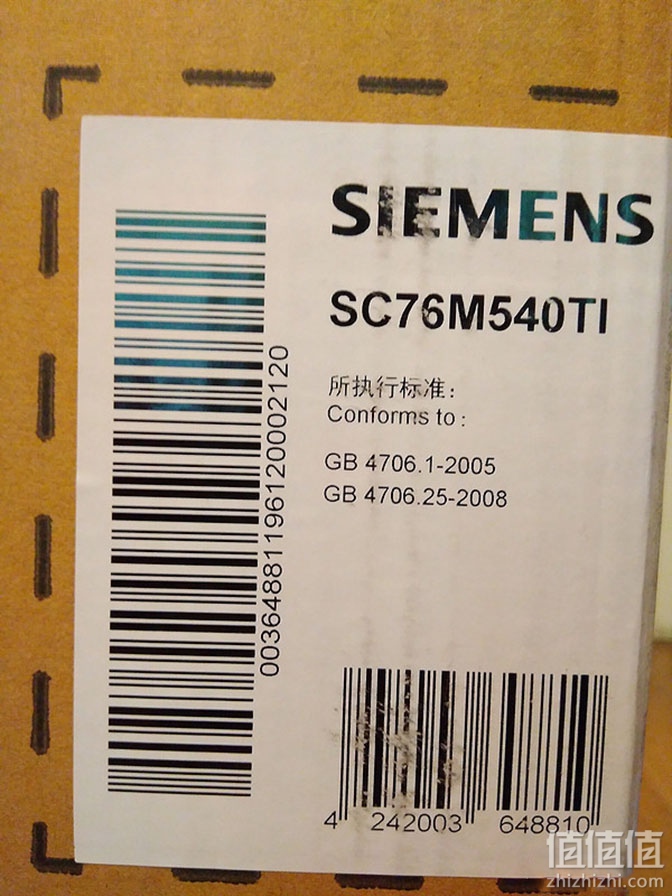 SIEMENS
SC76M540TI
所执行标准:
Conforms to :
GB 4706.1-2005
GB 4706.25-2008
003648811961200002120
4 242003 648810
值值值
zhizhizhi.com